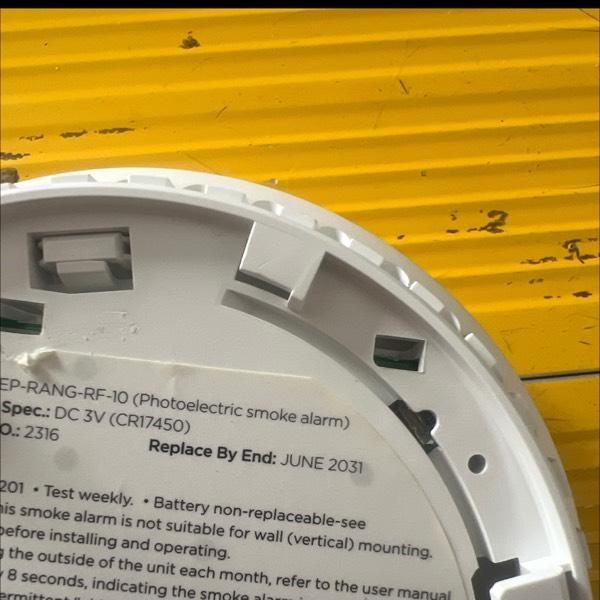 EP-RANG-RF-10 (Photoelectric smoke alarm)
Spec.: DC 3V (CR17450)
O.: 2316
Replace By End: JUNE 2031
201 • Test weekly. • Battery non-replaceable-see
his smoke alarm is not suitable for wall (vertical) mounting.
before installing and operating.
g the outside of the unit each month, refer to the user manual
8 seconds, indicating the smoke alarm